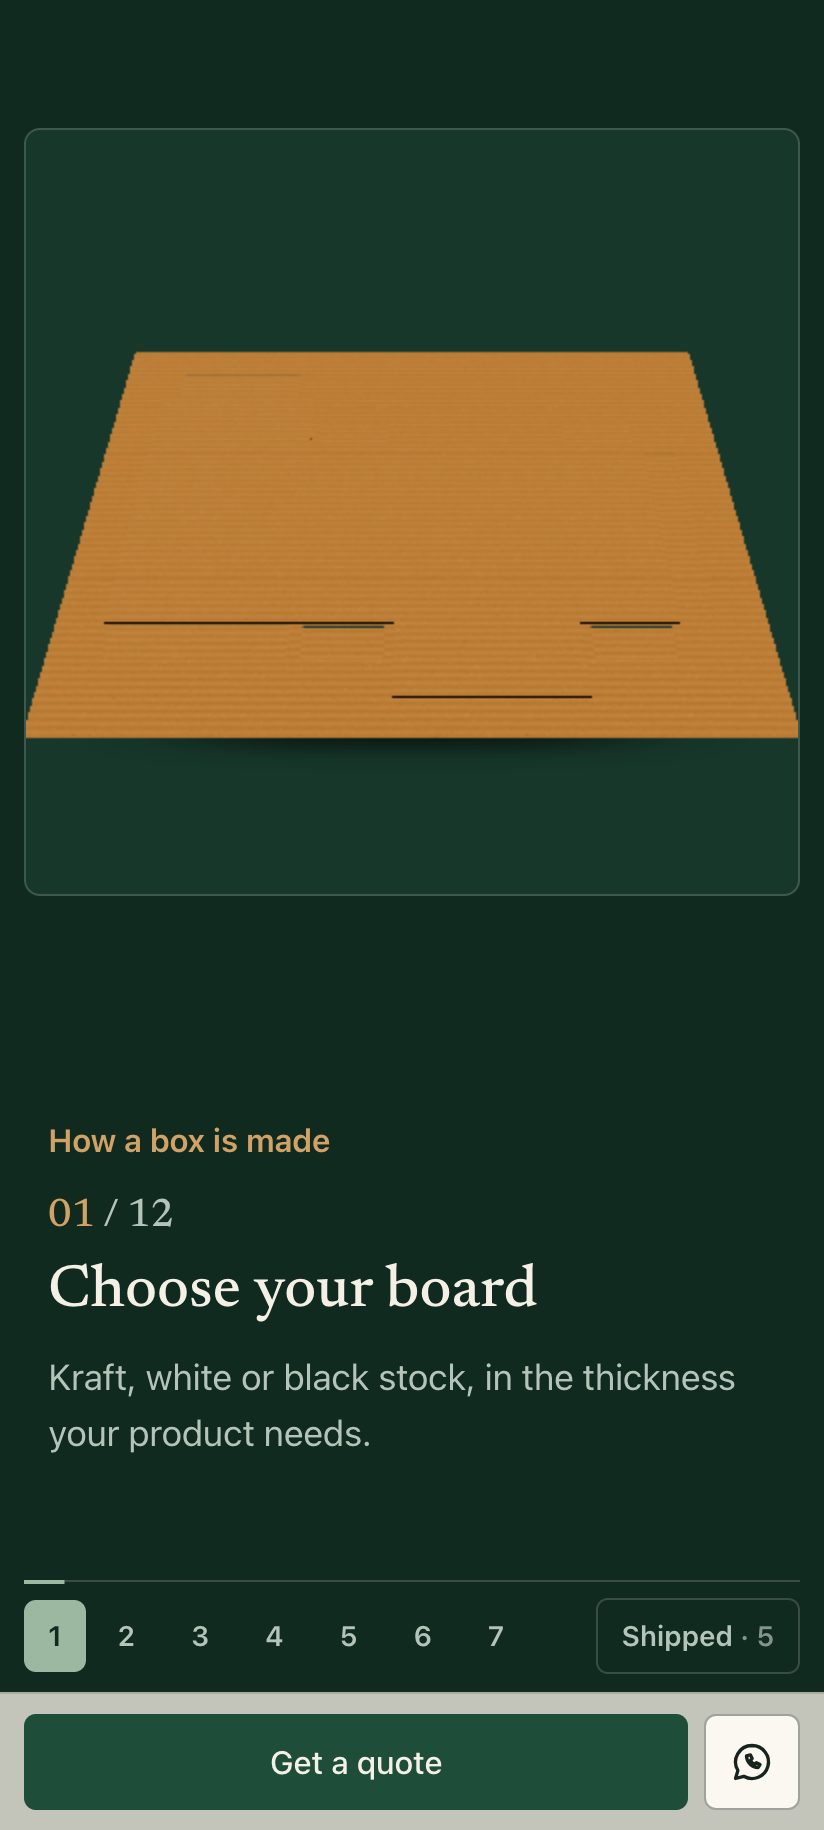 How a box is made
01 / 12
Choose your board
Kraft, white or black stock, in the thickness
your product needs.
1 2 3 4 5 6 7 Shipped · 5
Get a quote